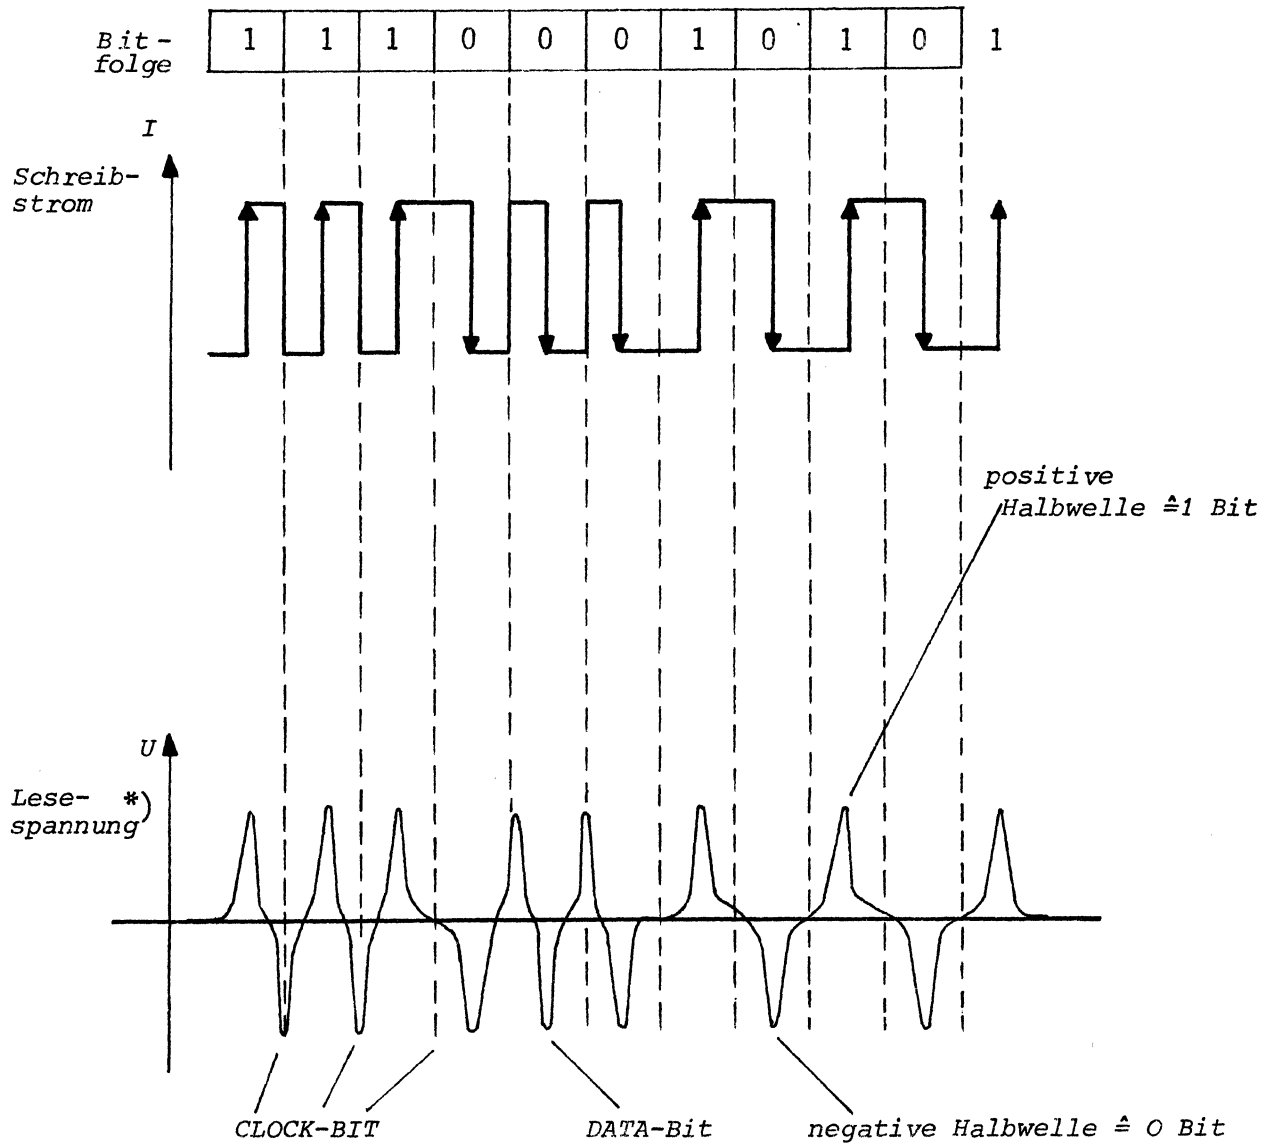 Bit-
folge
1 1 1 0 0 0 1 0 1 0 1
I
Schreib-
strom
positive
Halbwelle ≙1 Bit
U
Lese- *)
spannung
CLOCK-BIT
DATA-Bit
negative Halbwelle ≙ 0 Bit